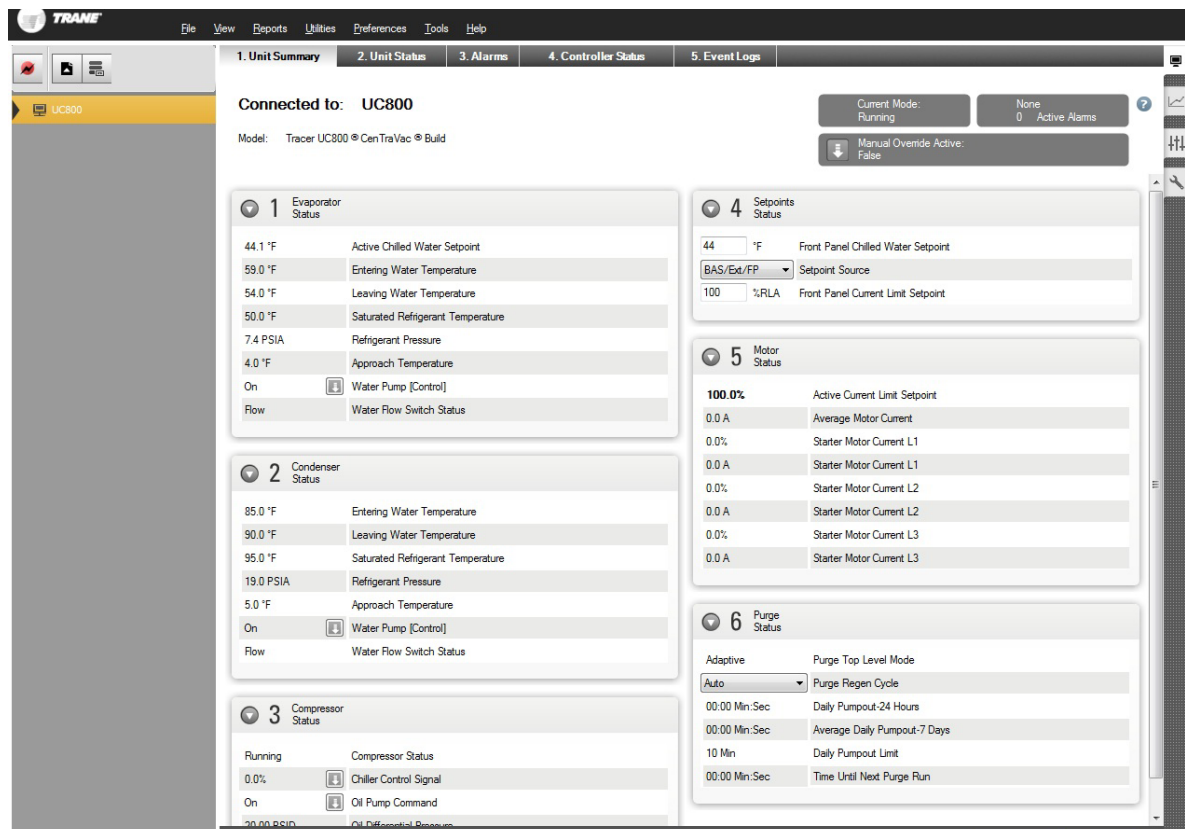 TRANE
File View Reports Utilities Preferences Tools Help
1. Unit Summary 2. Unit Status 3. Alarms 4. Controller Status 5. Event Logs
UC800
Connected to: UC800
Model: Tracer UC800 ® CenTraVac ® Build
Current Mode:
Running
None
0 Active Alarms
Manual Override Active:
False
1 Evaporator
Status
44.1 °F Active Chilled Water Setpoint
59.0 °F Entering Water Temperature
54.0 °F Leaving Water Temperature
50.0 °F Saturated Refrigerant Temperature
7.4 PSIA Refrigerant Pressure
4.0 °F Approach Temperature
On Water Pump [Control]
Flow Water Flow Switch Status
2 Condenser
Status
85.0 °F Entering Water Temperature
90.0 °F Leaving Water Temperature
95.0 °F Saturated Refrigerant Temperature
19.0 PSIA Refrigerant Pressure
5.0 °F Approach Temperature
On Water Pump [Control]
Flow Water Flow Switch Status
3 Compressor
Status
Running Compressor Status
0.0% Chiller Control Signal
On Oil Pump Command
20.00 PSID Oil Differential Pressure
4 Setpoints
Status
44 °F Front Panel Chilled Water Setpoint
BAS/Ext/FP Setpoint Source
100 %RLA Front Panel Current Limit Setpoint
5 Motor
Status
100.0% Active Current Limit Setpoint
0.0 A Average Motor Current
0.0% Starter Motor Current L1
0.0 A Starter Motor Current L1
0.0% Starter Motor Current L2
0.0 A Starter Motor Current L2
0.0% Starter Motor Current L3
0.0 A Starter Motor Current L3
6 Purge
Status
Adaptive Purge Top Level Mode
Auto Purge Regen Cycle
00:00 Min:Sec Daily Pumpout-24 Hours
00:00 Min:Sec Average Daily Pumpout-7 Days
10 Min Daily Pumpout Limit
00:00 Min:Sec Time Until Next Purge Run